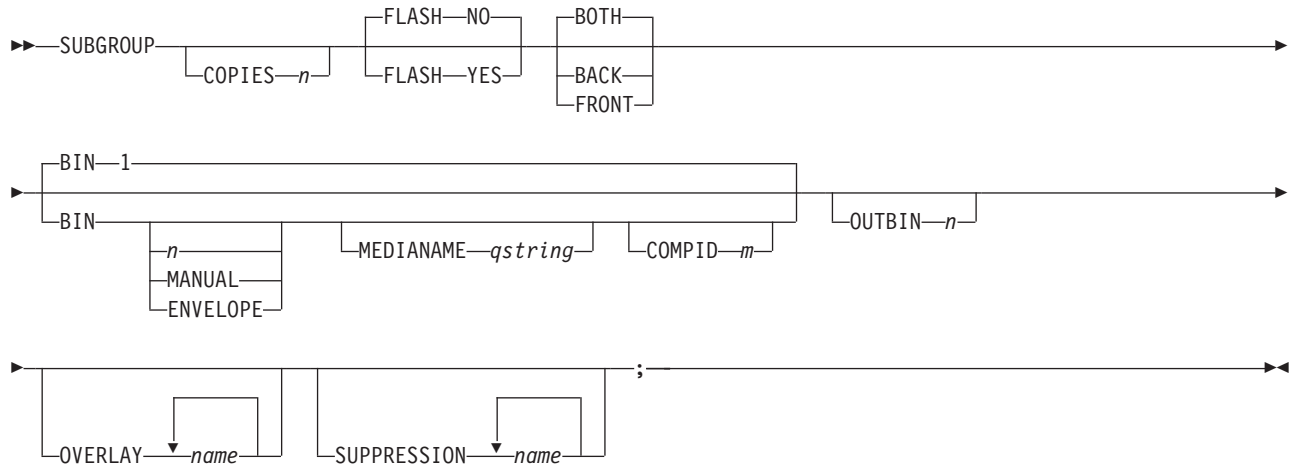 FLASH NO BOTH
SUBGROUP
COPIES n FLASH YES BACK
FRONT
BIN 1
BIN OUTBIN n
n MEDIANAME qstring COMPID m
MANUAL
ENVELOPE
;
OVERLAY name SUPPRESSION name